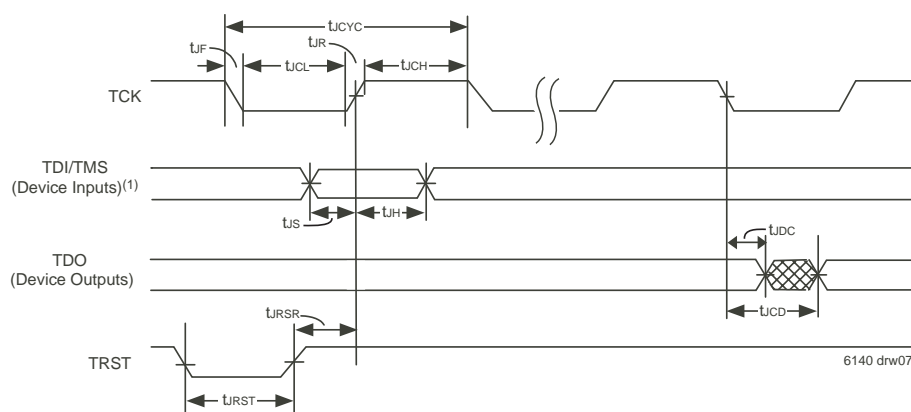 tJCYC
tJF
tJCL
tJR
tJCH
TCK
TDI/TMS
(Device Inputs)(1)
tJS
tJH
tJDC
TDO
(Device Outputs)
tJCD
tJRSR
TRST
6140 drw07
tJRST